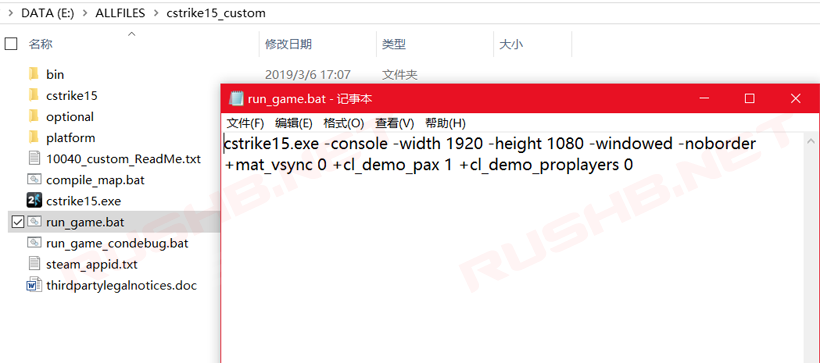 DATA (E:) > ALLFILES > cstrike15_custom
名称 修改日期 类型 大小
bin 2019/3/6 17:07 文件夹
cstrike15
optional
platform
10040_custom_ReadMe.txt
compile_map.bat
cstrike15.exe
run_game.bat
run_game_condebug.bat
steam_appid.txt
thirdpartylegalnotices.doc
run_game.bat - 记事本
文件(F) 编辑(E) 格式(O) 查看(V) 帮助(H)
cstrike15.exe -console -width 1920 -height 1080 -windowed -noborder
+mat_vsync 0 +cl_demo_pax 1 +cl_demo_proplayers 0
RUSHB.NET
RUSHB.NET